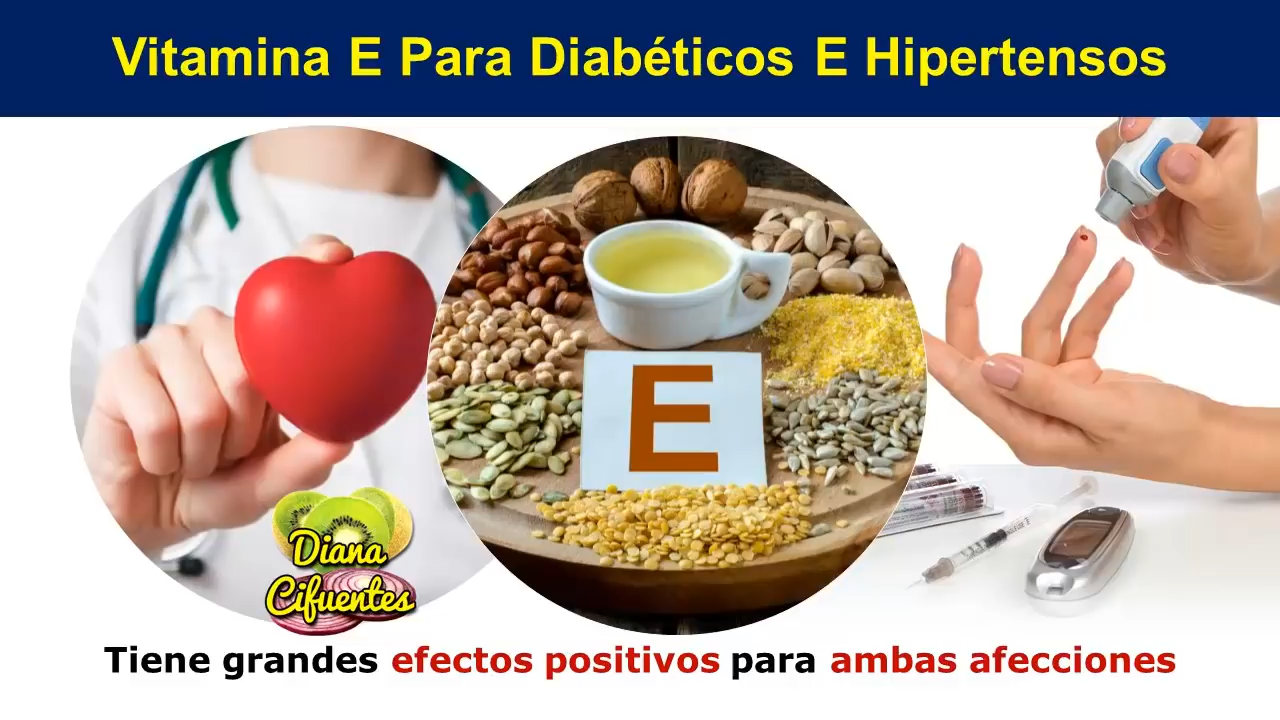 Vitamina E Para Diabéticos E Hipertensos
E
Diana
Cifuentes
Tiene grandes efectos positivos para ambas afecciones